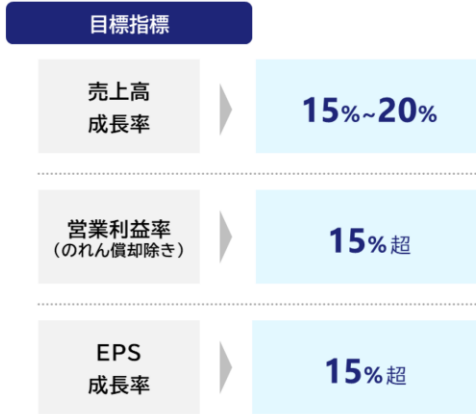 目標指標
売上高
成長率
15%~20%
営業利益率
（のれん償却除き）
15%超
EPS
成長率
15%超